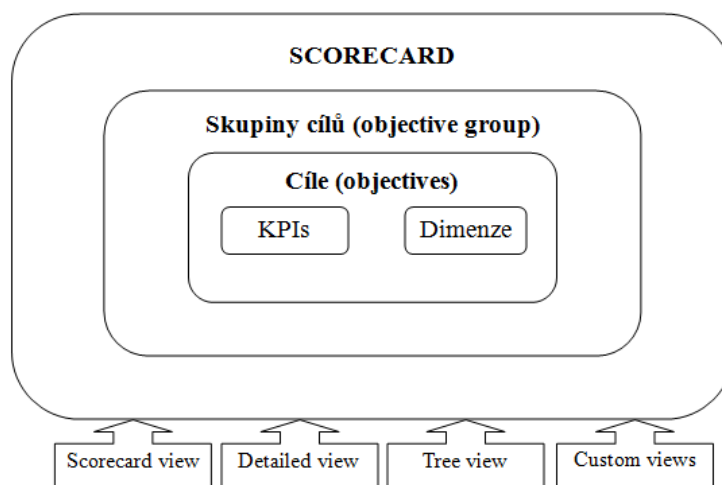 SCORECARD
Skupiny cílů (objective group)
Cíle (objectives)
KPIs
Dimenze
Scorecard view
Detailed view
Tree view
Custom views